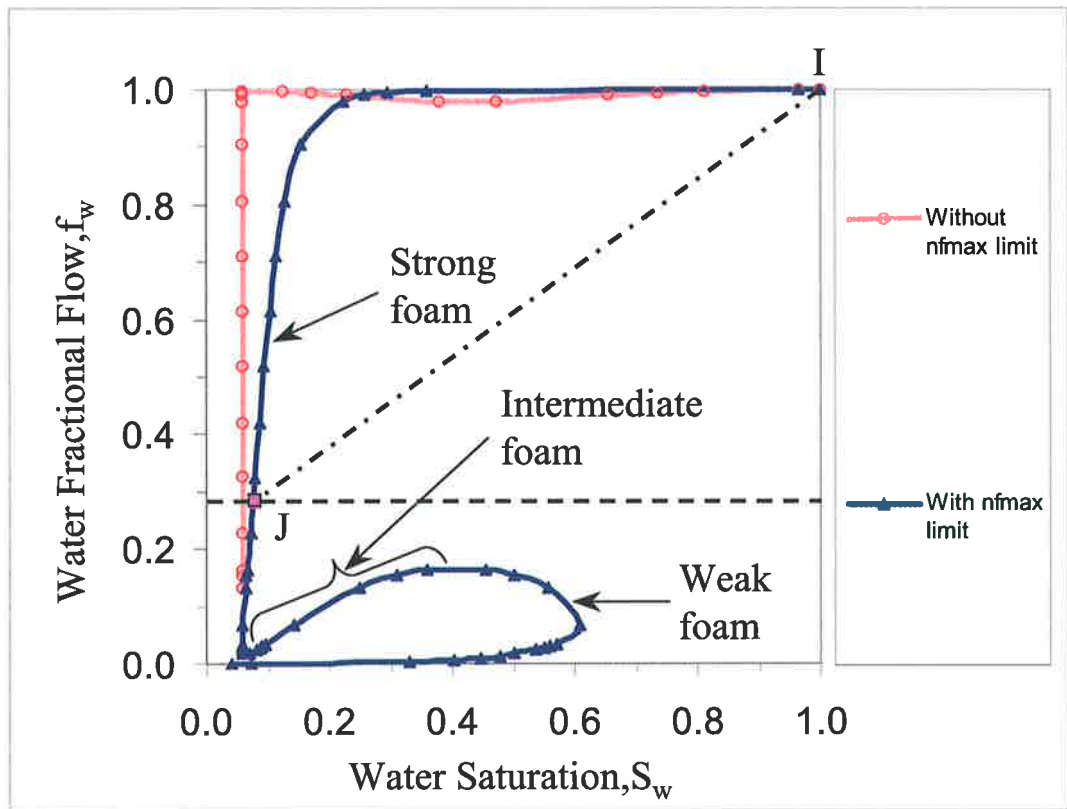 I
1.0
0.8
0.6
0.4
0.2
0.0
Water Fractional Flow,f_w
Strong
foam
Intermediate
foam
J
Weak
foam
0.0 0.2 0.4 0.6 0.8 1.0
Water Saturation,S_w
Without
nfmax limit
With nfmax
limit